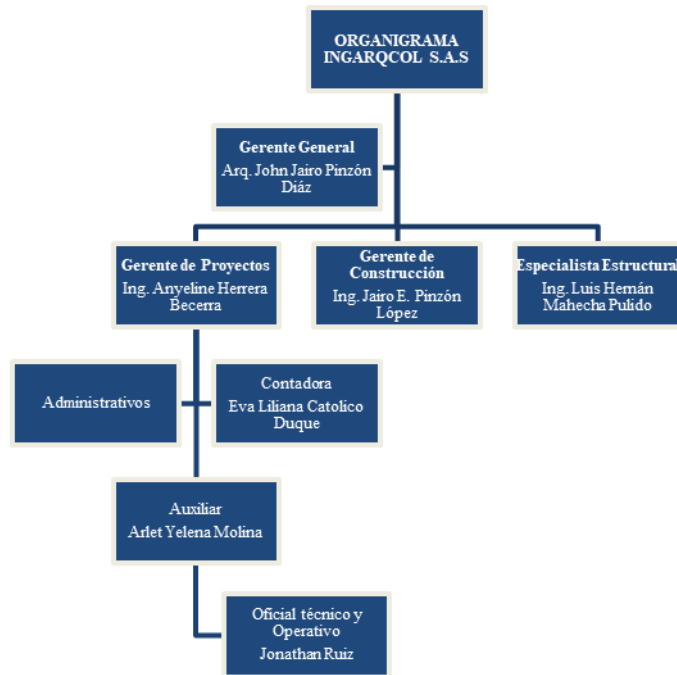 ORGANIGRAMA
INGARQCOL S.A.S
Gerente General
Arq. John Jairo Pinzón
Diáz
Gerente de Proyectos
Ing. Anyeline Herrera
Becerra
Gerente de
Construcción
Ing. Jairo E. Pinzón
López
Especialista Estructural
Ing. Luis Hernán
Mahecha Pulido
Administrativos
Contadora
Eva Liliana Catolico
Duque
Auxiliar
Arlet Yelena Molina
Oficial técnico y
Operativo
Jonathan Ruiz